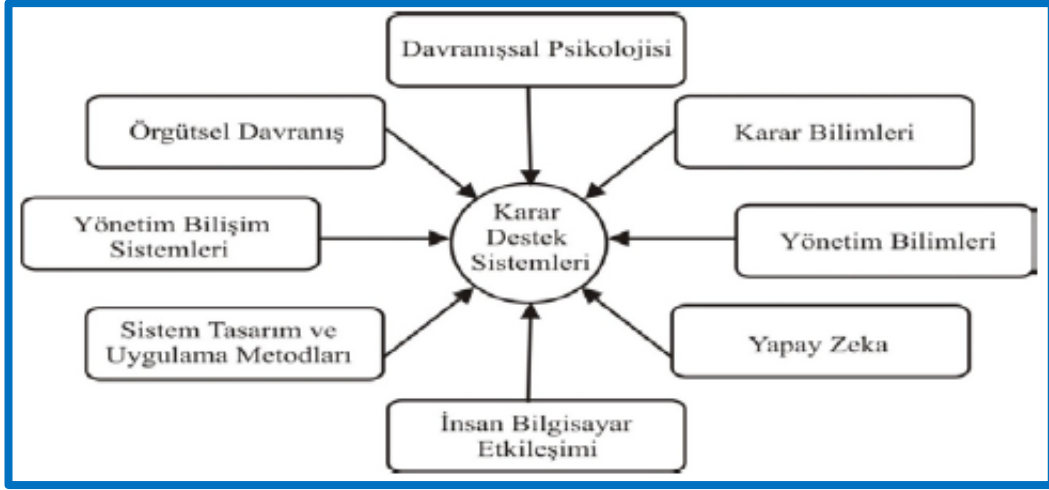 Davranışsal Psikolojisi
Örgütsel Davranış
Karar Bilimleri
Yönetim Bilişim
Sistemleri
Karar
Destek
Sistemleri
Yönetim Bilimleri
Sistem Tasarım ve
Uygulama Metodları
Yapay Zeka
İnsan Bilgisayar
Etkileşimi